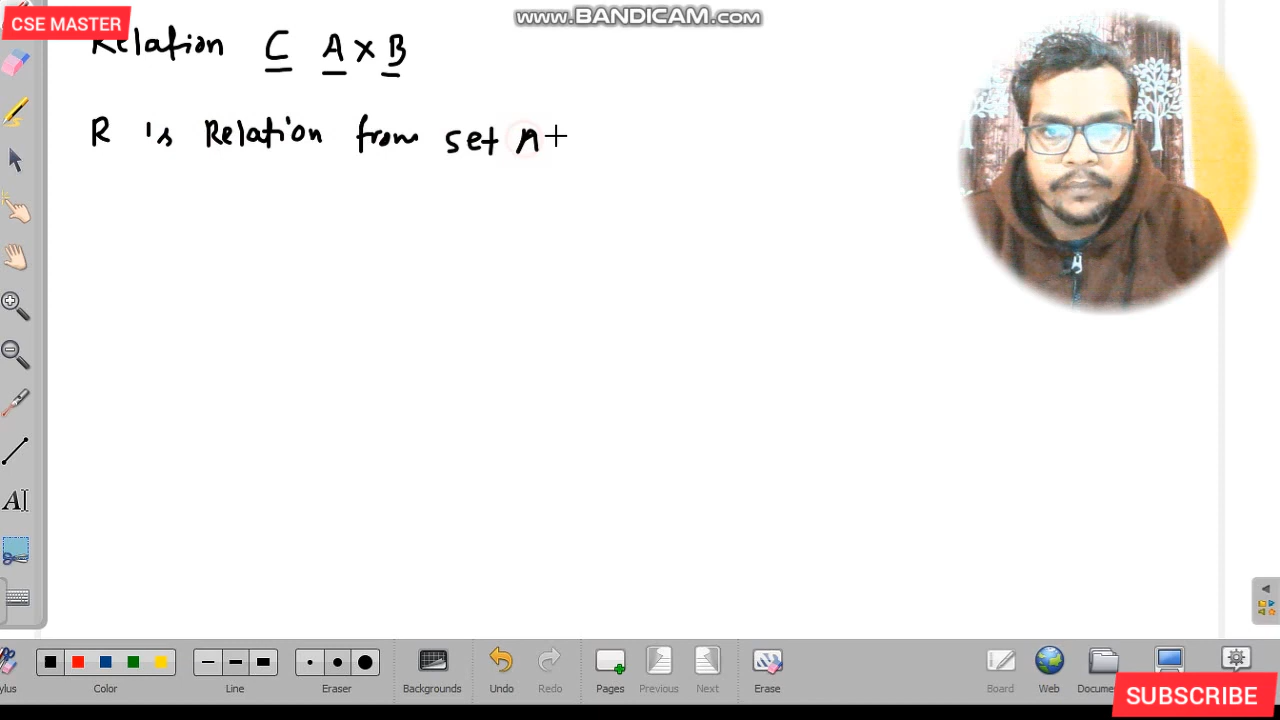 CSE MASTER
www.BANDICAM.com
Relation ⊆ A × B
R is Relation from set A
Color
Line
Eraser
Backgrounds
Undo
Redo
Pages
Previous
Next
Erase
Board
Web
SUBSCRIBE